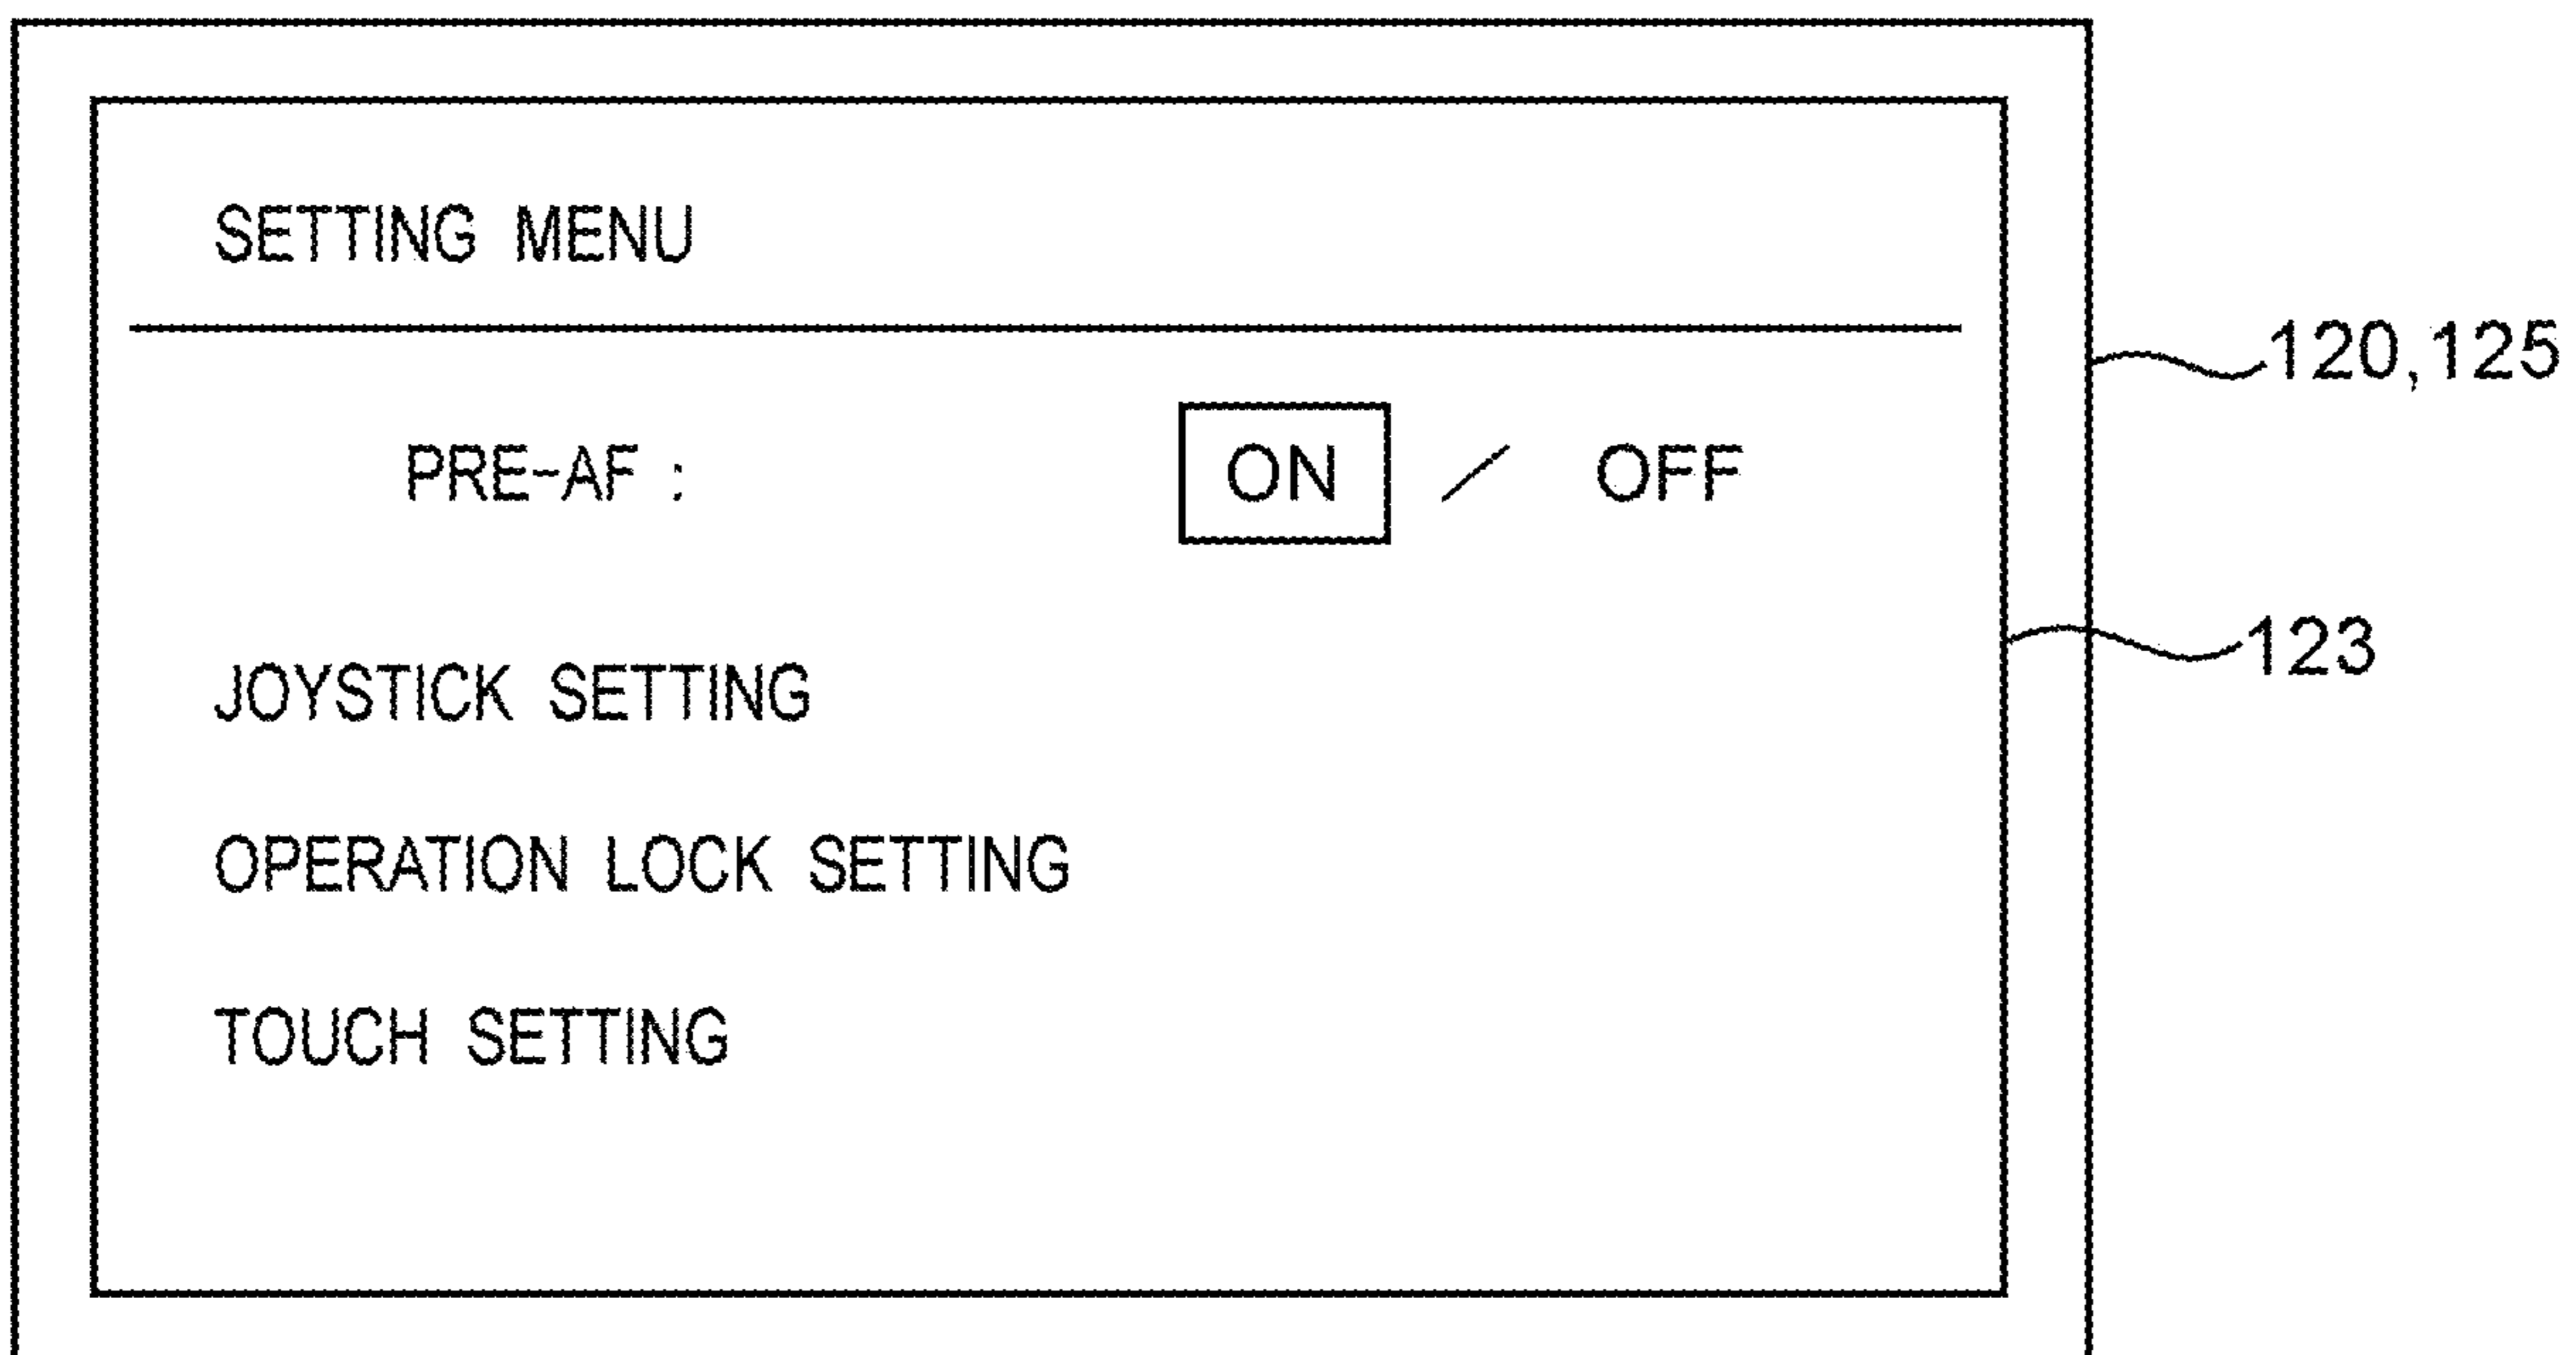 SETTING MENU
120,125
PRE-AF : ON / OFF
123
JOYSTICK SETTING
OPERATION LOCK SETTING
TOUCH SETTING